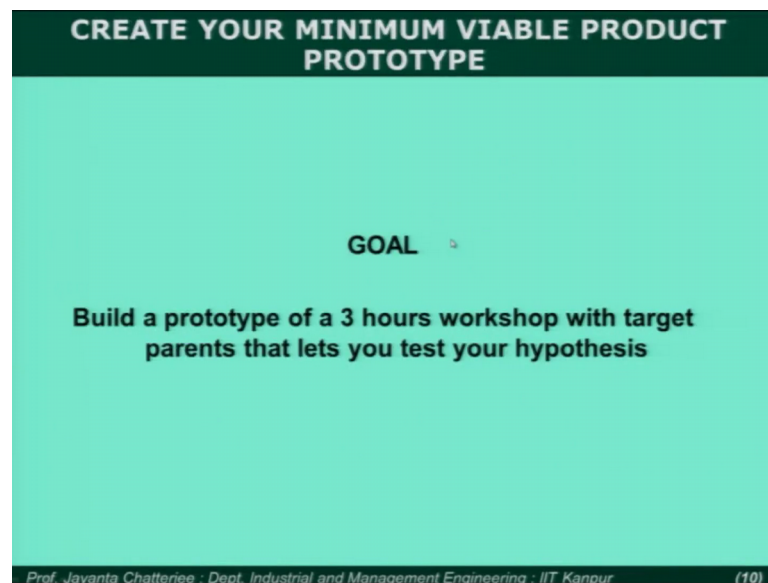 CREATE YOUR MINIMUM VIABLE PRODUCT
PROTOTYPE
GOAL
Build a prototype of a 3 hours workshop with target
parents that lets you test your hypothesis
Prof. Jayanta Chatterjee : Dept. Industrial and Management Engineering : IIT Kanpur (10)